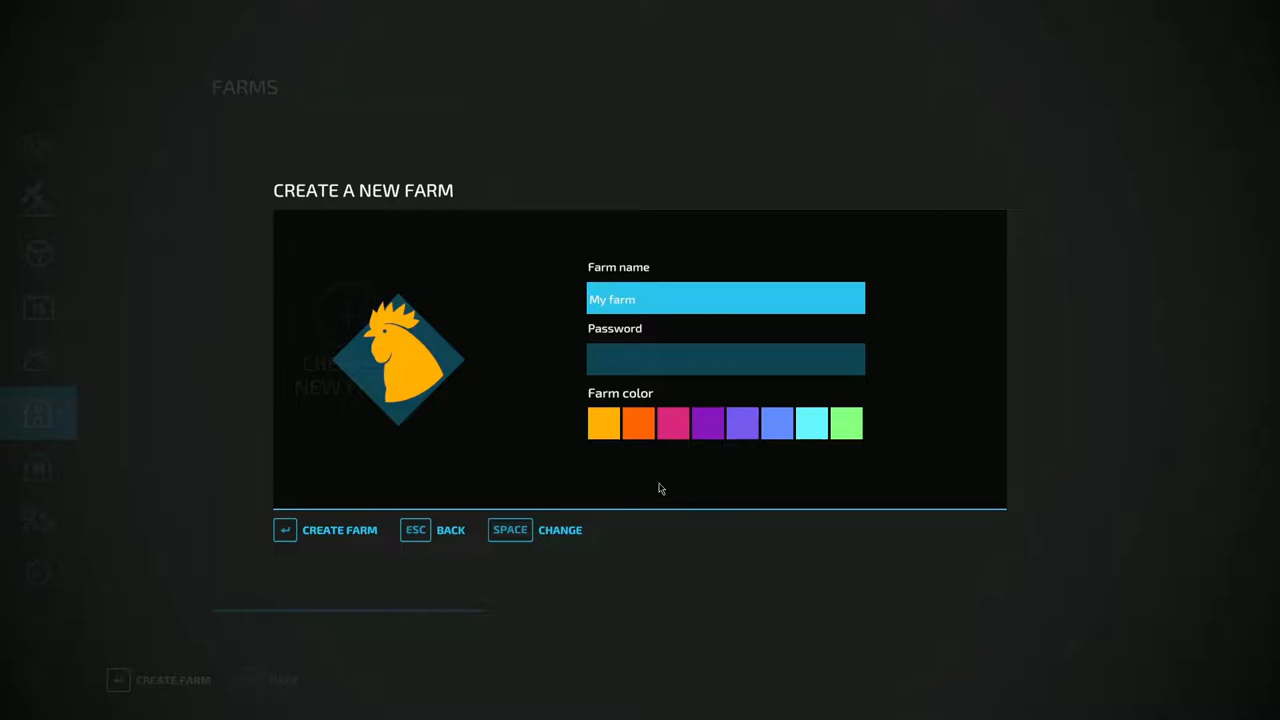 FARMS
CREATE A NEW FARM
Farm name
My farm
Password
Farm color
CREATE FARM
ESC BACK
SPACE CHANGE
CREATE FARM
BACK